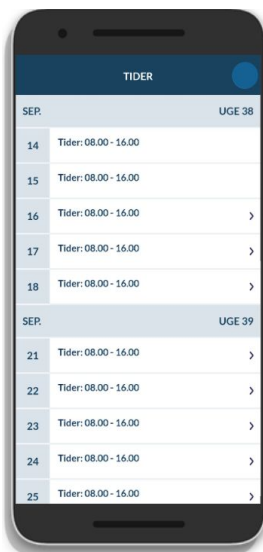 TIDER
SEP. UGE 38
14 Tider: 08.00 - 16.00
15 Tider: 08.00 - 16.00
16 Tider: 08.00 - 16.00
17 Tider: 08.00 - 16.00
18 Tider: 08.00 - 16.00
SEP. UGE 39
21 Tider: 08.00 - 16.00
22 Tider: 08.00 - 16.00
23 Tider: 08.00 - 16.00
24 Tider: 08.00 - 16.00
25 Tider: 08.00 - 16.00